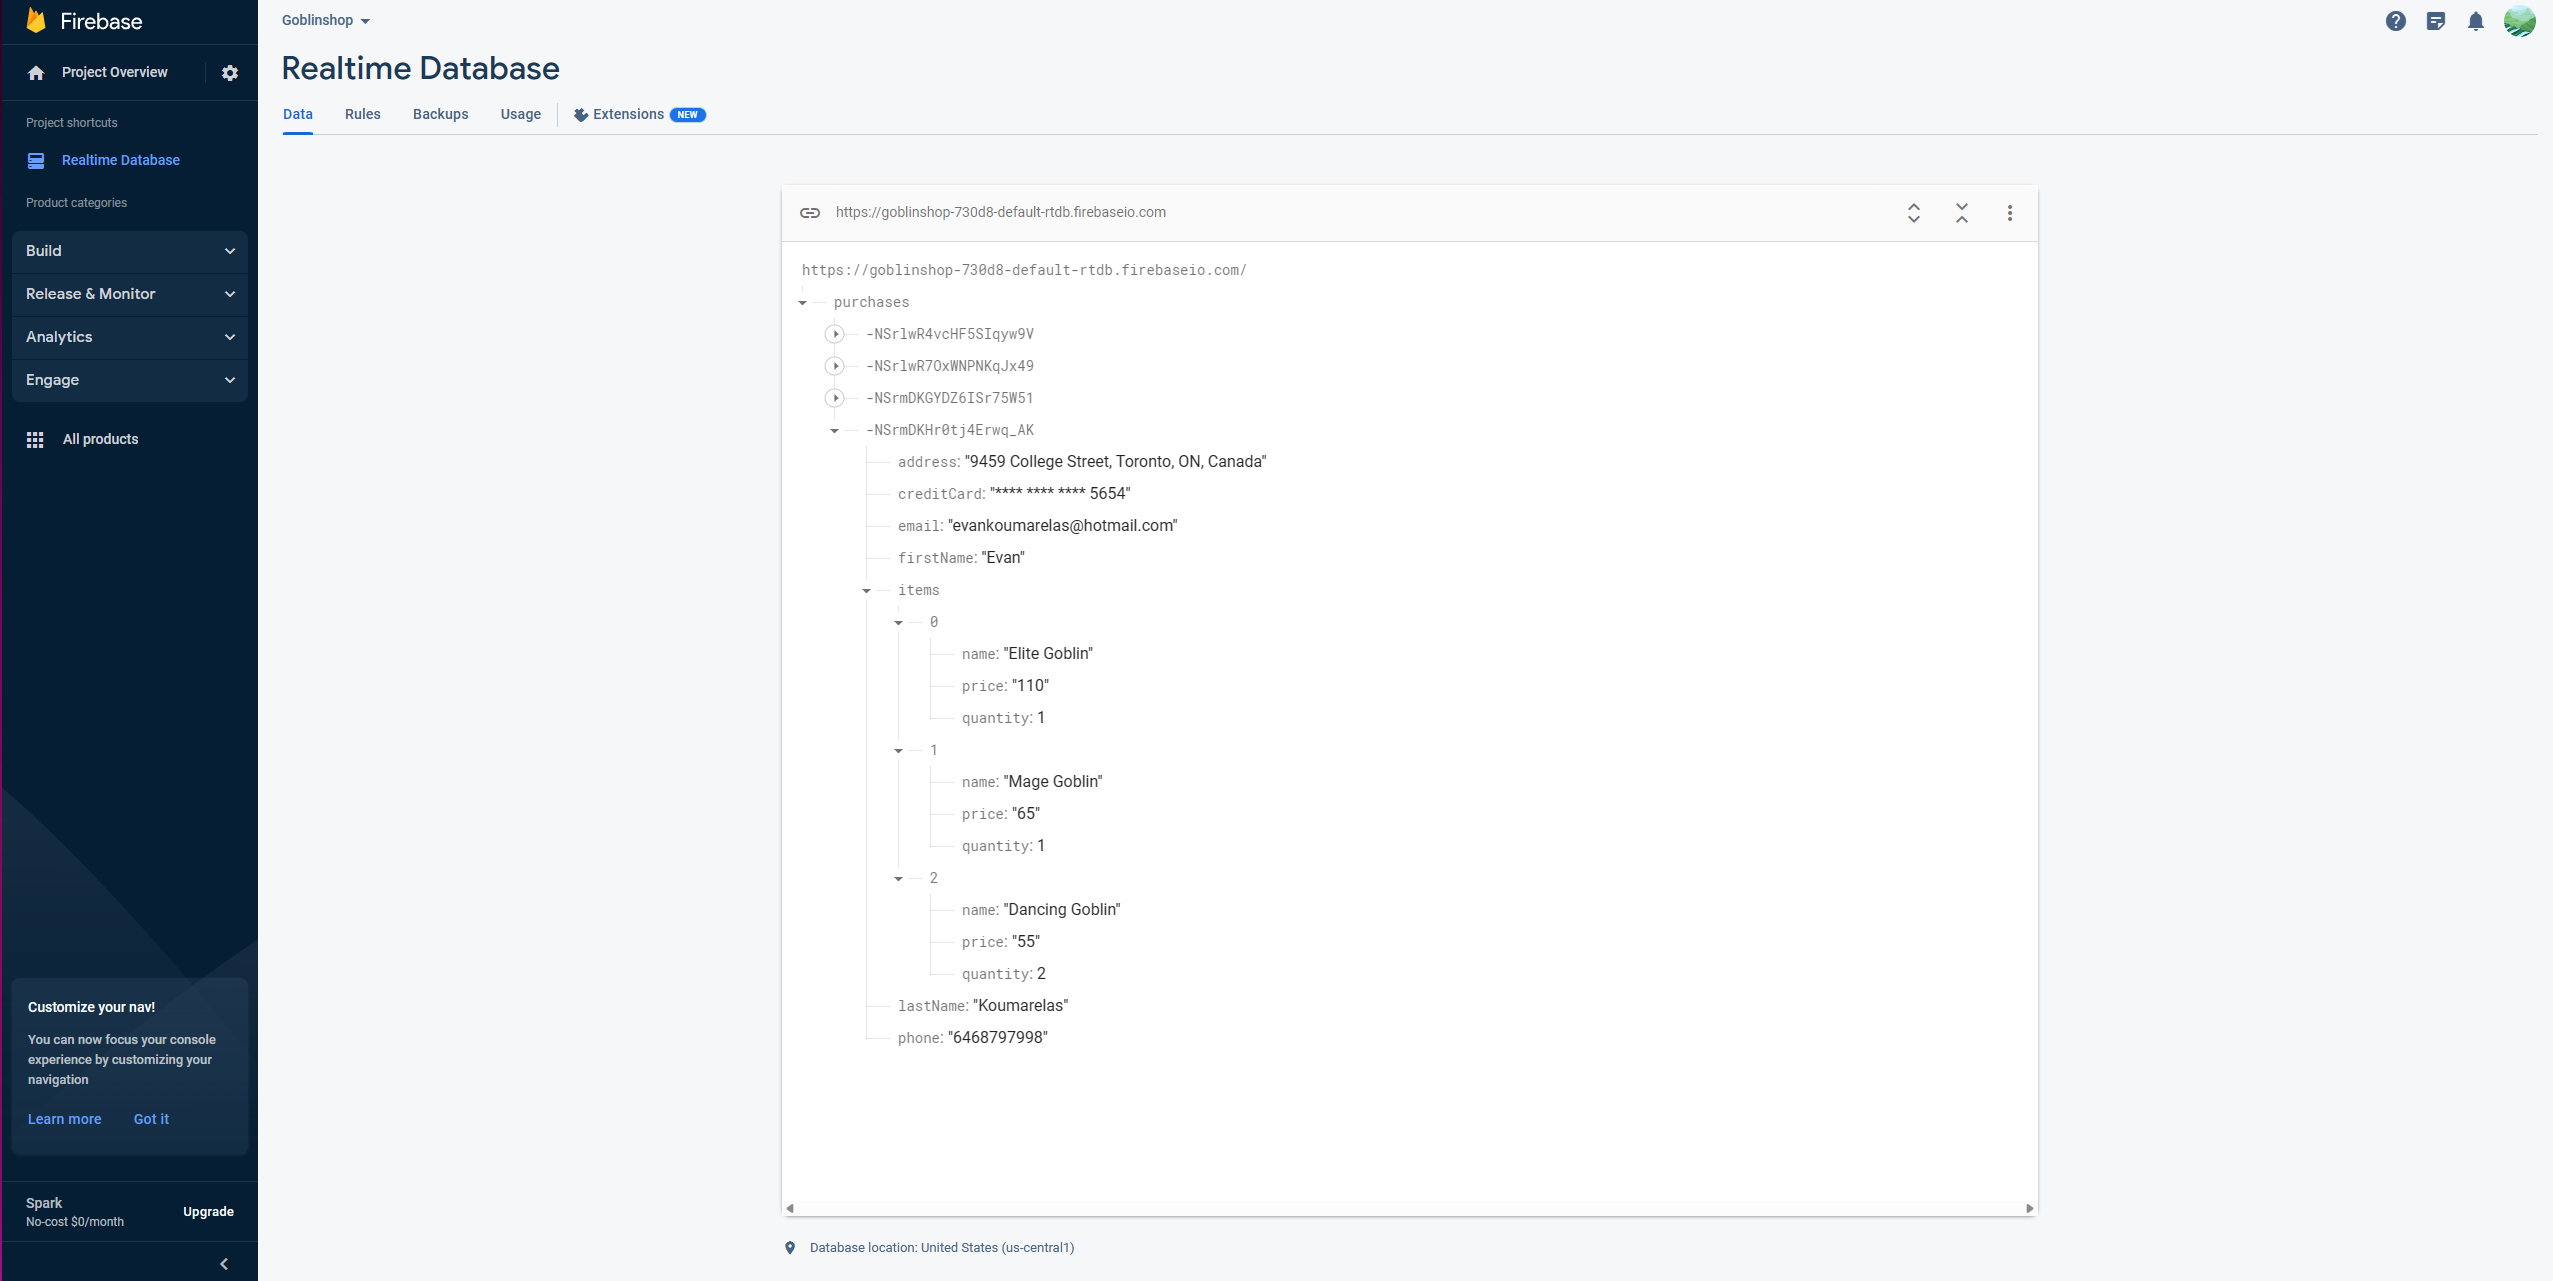 Firebase
Project Overview
Project shortcuts
Realtime Database
Product categories
Build
Release & Monitor
Analytics
Engage
All products
Customize your nav!
You can now focus your console
experience by customizing your
navigation
Learn more Got it
Spark
No-cost $0/month
Upgrade
Goblinshop
Realtime Database
Data Rules Backups Usage Extensions NEW
https://goblinshop-730d8-default-rtdb.firebaseio.com
https://goblinshop-730d8-default-rtdb.firebaseio.com/
purchases
-NSrlwR4vcHF5SIqyw9V
-NSrlwR7OxWNPNKqJx49
-NSrmDKGYDZ6ISr75W51
-NSrmDKHr0tj4Erwq_AK
address: "9459 College Street, Toronto, ON, Canada"
creditCard: "**** **** **** 5654"
email: "evankoumarelas@hotmail.com"
firstName: "Evan"
items
0
name: "Elite Goblin"
price: "110"
quantity: 1
1
name: "Mage Goblin"
price: "65"
quantity: 1
2
name: "Dancing Goblin"
price: "55"
quantity: 2
lastName: "Koumarelas"
phone: "6468797998"
Database location: United States (us-central1)